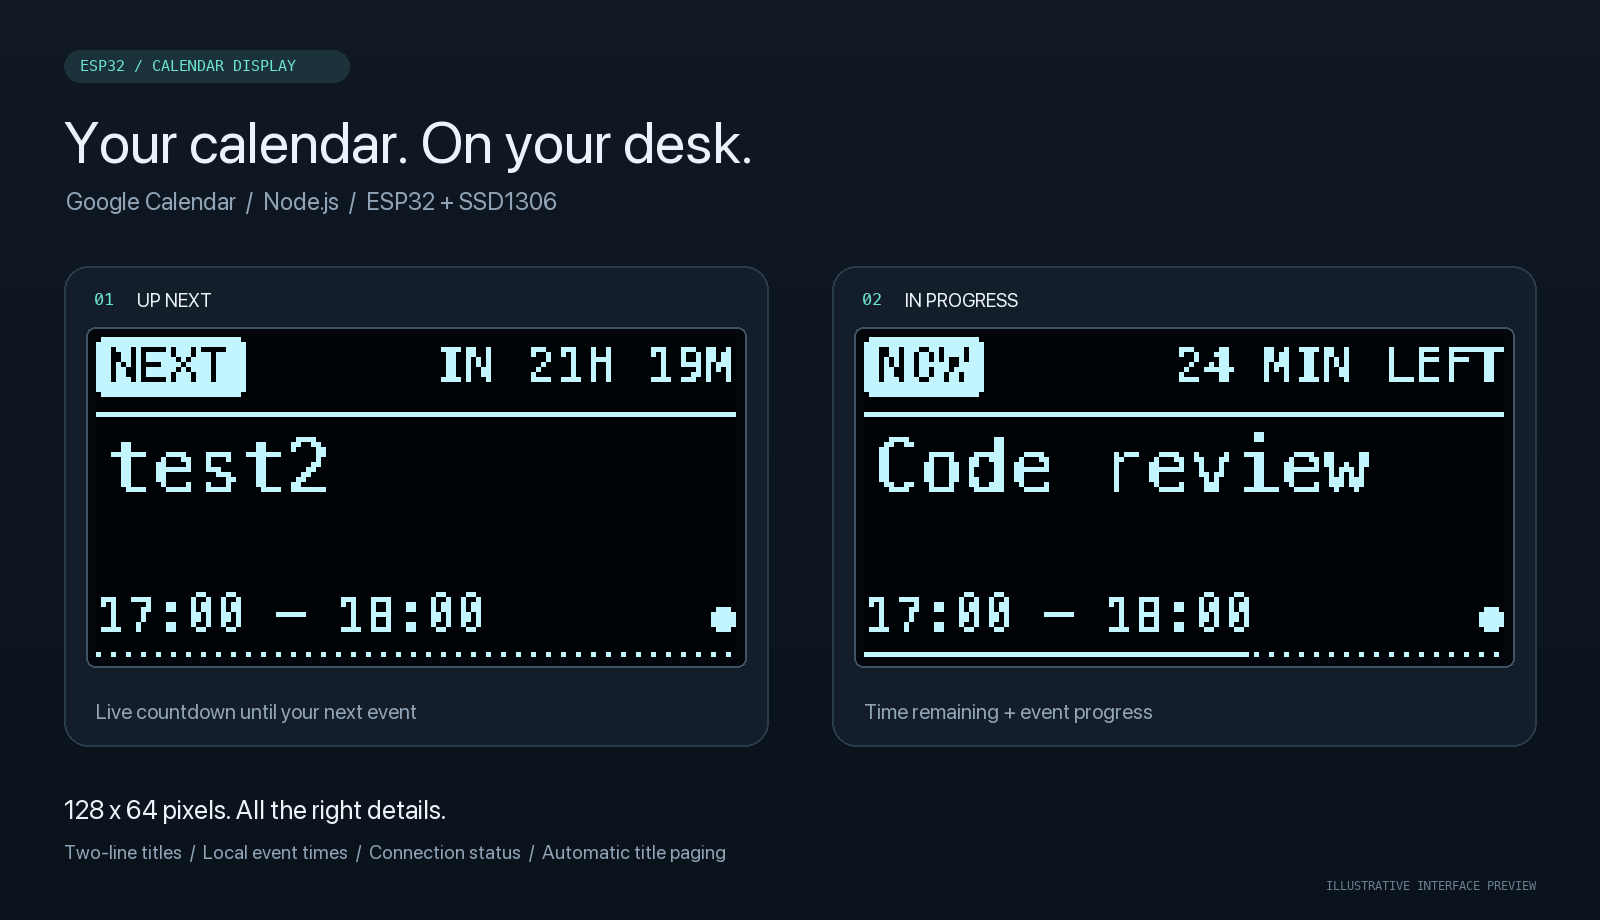 ESP32 / CALENDAR DISPLAY
Your calendar. On your desk.
Google Calendar / Node.js / ESP32 + SSD1306
01 UP NEXT
NEXT IN 21H 19M
test2
17:00 – 18:00
Live countdown until your next event
02 IN PROGRESS
NOW 24 MIN LEFT
Code review
17:00 – 18:00
Time remaining + event progress
128 x 64 pixels. All the right details.
Two-line titles / Local event times / Connection status / Automatic title paging
ILLUSTRATIVE INTERFACE PREVIEW